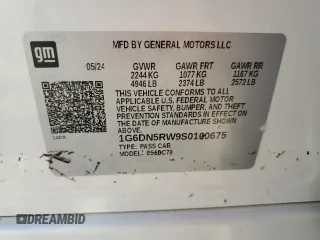 gm
MFD BY GENERAL MOTORS LLC
05/24 GVWR GAWR FRT GAWR RR
2244 KG 1077 KG 1167 KG
4946 LB 2374 LB 2572 LB
THIS VEHICLE CONFORMS TO ALL
APPLICABLE U.S. FEDERAL MOTOR
VEHICLE SAFETY, BUMPER, AND THEFT
PREVENTION STANDARDS IN EFFECT
ON THE DATE OF MANUFACTURE
SHOWN ABOVE.
1G6DN5RW9S0100675
TYPE: PASS CAR
MODEL:
DREAMBID